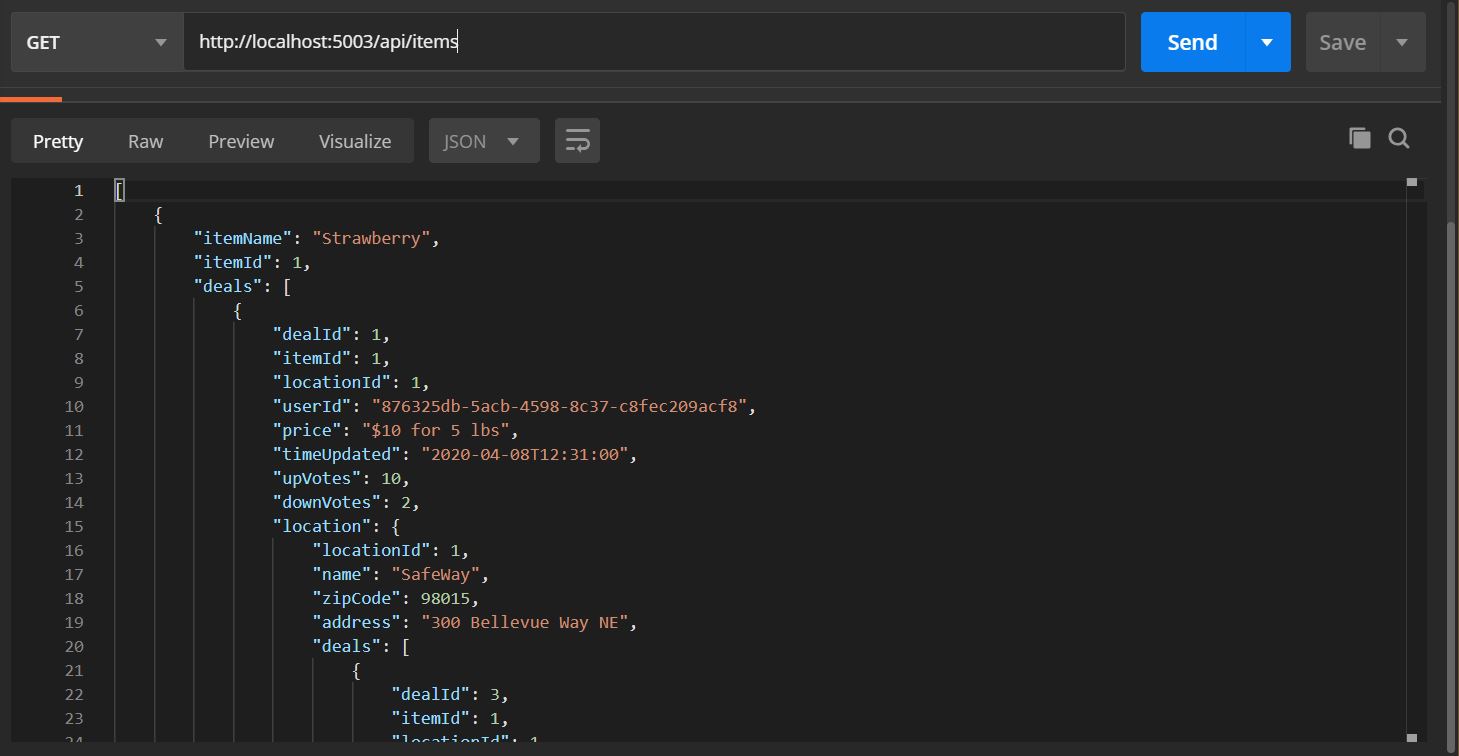 GET http://localhost:5003/api/items Send Save
Pretty Raw Preview Visualize JSON
1 [
2 {
3 "itemName": "Strawberry",
4 "itemId": 1,
5 "deals": [
6 {
7 "dealId": 1,
8 "itemId": 1,
9 "locationId": 1,
10 "userId": "876325db-5acb-4598-8c37-c8fec209acf8",
11 "price": "$10 for 5 lbs",
12 "timeUpdated": "2020-04-08T12:31:00",
13 "upVotes": 10,
14 "downVotes": 2,
15 "location": {
16 "locationId": 1,
17 "name": "SafeWay",
18 "zipCode": 98015,
19 "address": "300 Bellevue Way NE",
20 "deals": [
21 {
22 "dealId": 3,
23 "itemId": 1,
24 "locationId": 1